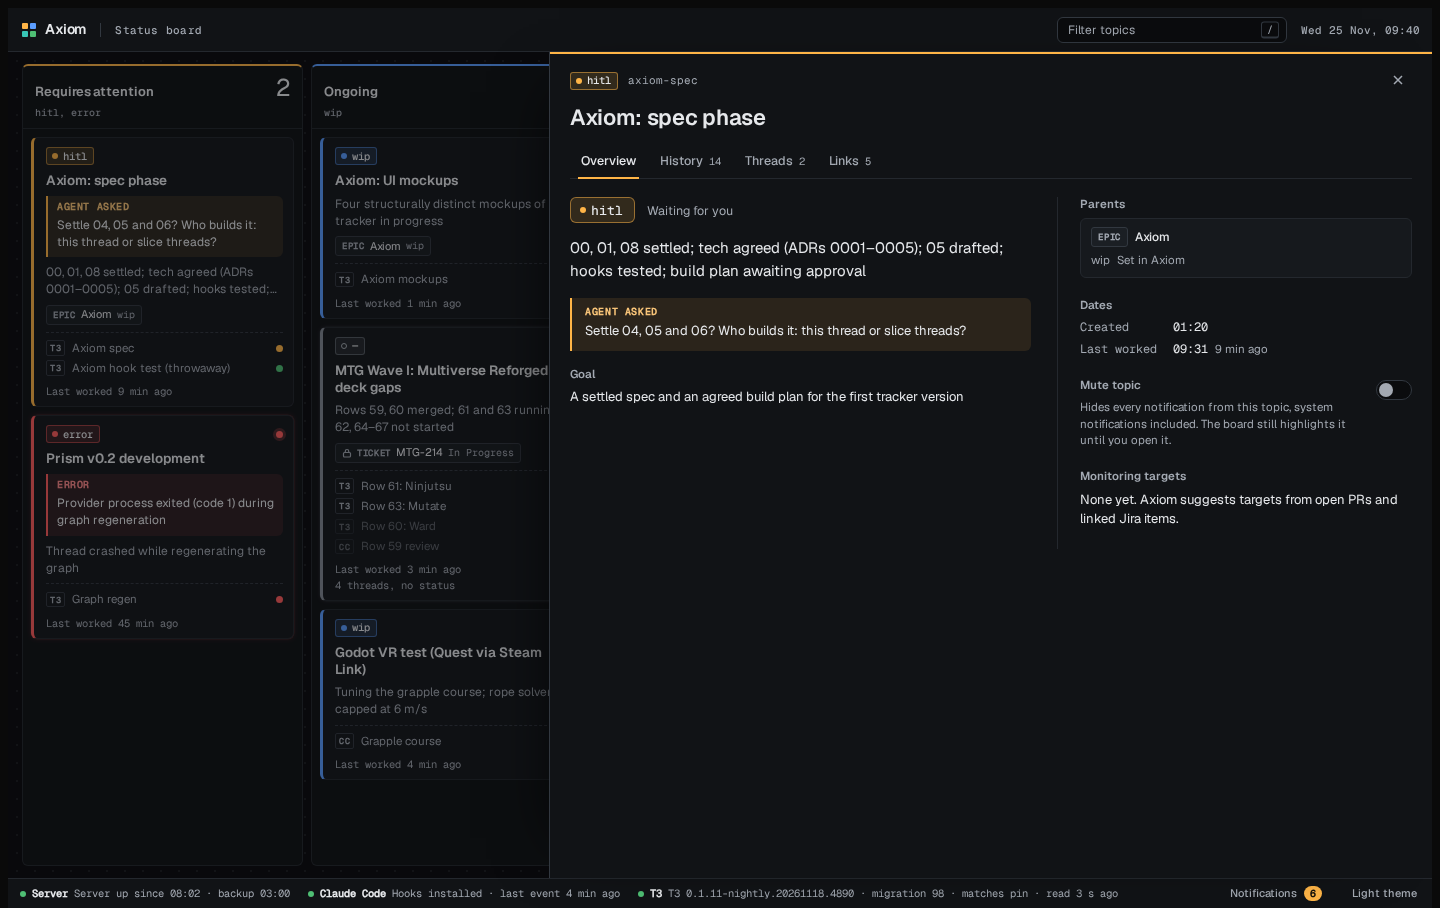 Axiom
Status board
Filter topics
/
Wed 25 Nov, 09:40
Requires attention
2
hitl, error
hitl
Axiom: spec phase
AGENT ASKED
Settle 04, 05 and 06? Who builds it:
this thread or slice threads?
00, 01, 08 settled; tech agreed (ADRs
0001–0005); 05 drafted; hooks tested;…
EPIC Axiom wip
T3 Axiom spec
T3 Axiom hook test (throwaway)
Last worked 9 min ago
error
Prism v0.2 development
ERROR
Provider process exited (code 1) during
graph regeneration
Thread crashed while regenerating the
graph
T3 Graph regen
Last worked 45 min ago
Ongoing
wip
wip
Axiom: UI mockups
Four structurally distinct mockups of
tracker in progress
EPIC Axiom wip
T3 Axiom mockups
Last worked 1 min ago
–
MTG Wave I: Multiverse Reforged
deck gaps
Rows 59, 60 merged; 61 and 63 runnin
62, 64–67 not started
TICKET MTG-214 In Progress
T3 Row 61: Ninjutsu
T3 Row 63: Mutate
T3 Row 60: Ward
CC Row 59 review
Last worked 3 min ago
4 threads, no status
wip
Godot VR test (Quest via Steam
Link)
Tuning the grapple course; rope solver
capped at 6 m/s
CC Grapple course
Last worked 4 min ago
hitl axiom-spec
Axiom: spec phase
Overview
History 14
Threads 2
Links 5
hitl Waiting for you
00, 01, 08 settled; tech agreed (ADRs 0001–0005); 05 drafted;
hooks tested; build plan awaiting approval
AGENT ASKED
Settle 04, 05 and 06? Who builds it: this thread or slice threads?
Goal
A settled spec and an agreed build plan for the first tracker version
Parents
EPIC Axiom
wip Set in Axiom
Dates
Created 01:20
Last worked 09:31 9 min ago
Mute topic
Hides every notification from this topic, system
notifications included. The board still highlights it
until you open it.
Monitoring targets
None yet. Axiom suggests targets from open PRs and
linked Jira items.
Server Server up since 08:02 · backup 03:00
Claude Code Hooks installed · last event 4 min ago
T3 T3 0.1.11-nightly.20261118.4890 · migration 98 · matches pin · read 3 s ago
Notifications 6
Light theme